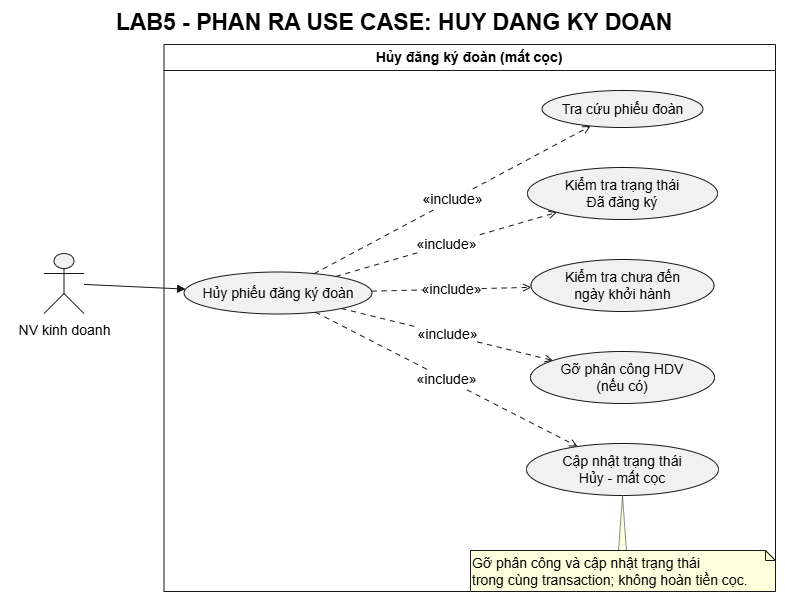 LAB5 - PHAN RA USE CASE: HUY DANG KY DOAN
Hủy đăng ký đoàn (mất cọc)
Tra cứu phiếu đoàn
«include»
Kiểm tra trạng thái
Đã đăng ký
«include»
NV kinh doanh
Hủy phiếu đăng ký đoàn
«include»
Kiểm tra chưa đến
ngày khởi hành
«include»
Gỡ phân công HDV
(nếu có)
«include»
Cập nhật trạng thái
Hủy - mất cọc
Gỡ phân công và cập nhật trạng thái
trong cùng transaction; không hoàn tiền cọc.